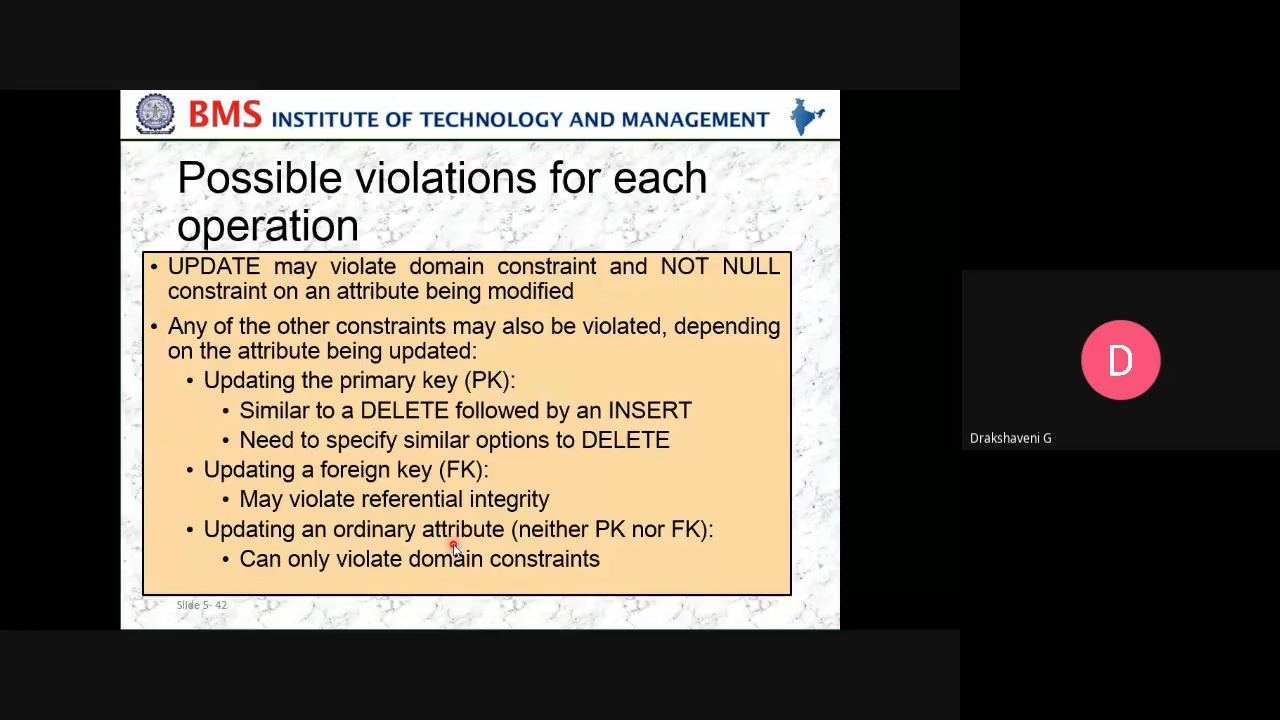 BMS INSTITUTE OF TECHNOLOGY AND MANAGEMENT
Possible violations for each
operation
• UPDATE may violate domain constraint and NOT NULL
constraint on an attribute being modified
• Any of the other constraints may also be violated, depending
on the attribute being updated:
• Updating the primary key (PK):
• Similar to a DELETE followed by an INSERT
• Need to specify similar options to DELETE
• Updating a foreign key (FK):
• May violate referential integrity
• Updating an ordinary attribute (neither PK nor FK):
• Can only violate domain constraints
Slide 5- 42
D
Drakshaveni G